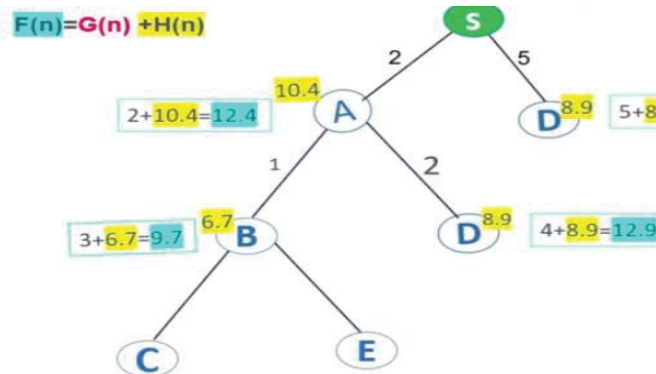 F(n)=G(n) +H(n)
S
2
5
10.4
A
2+10.4=12.4
D
8.9
5+8
1
2
6.7
B
3+6.7=9.7
D
8.9
4+8.9=12.9
C
E